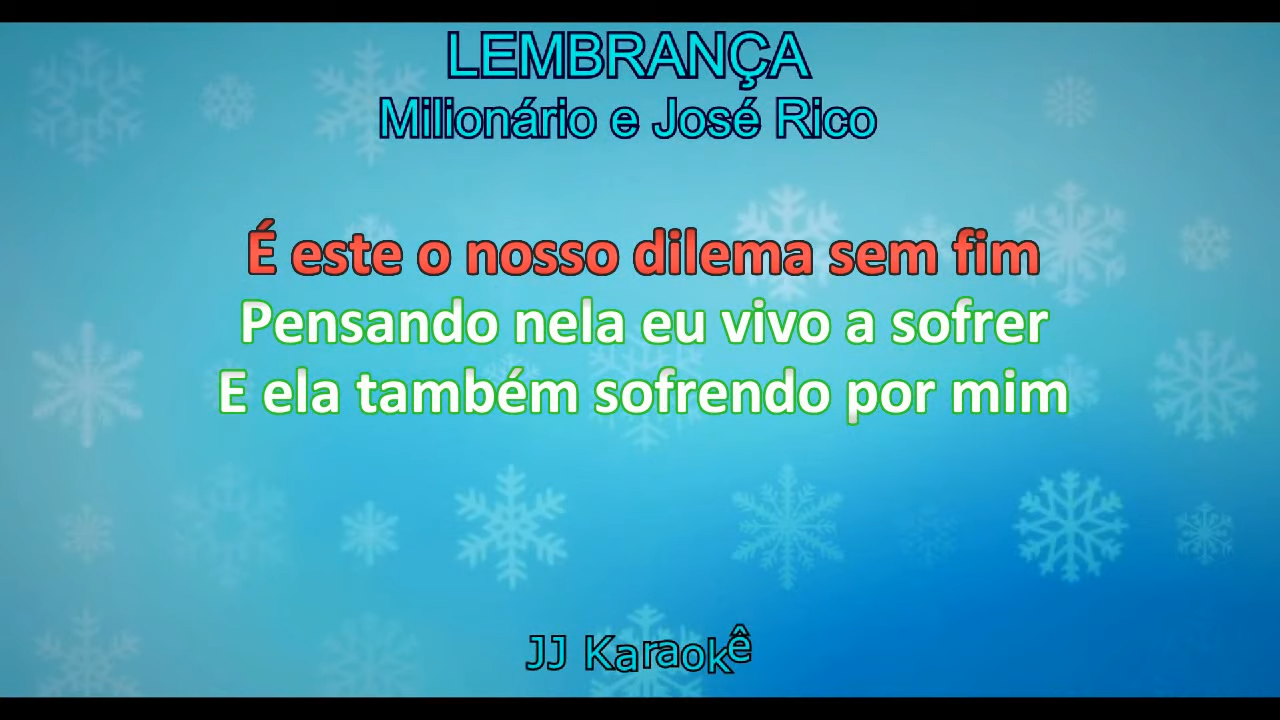 LEMBRANÇA
Milionário e José Rico
É este o nosso dilema sem fim
Pensando nela eu vivo a sofrer
E ela também sofrendo por mim
JJ Karaokê